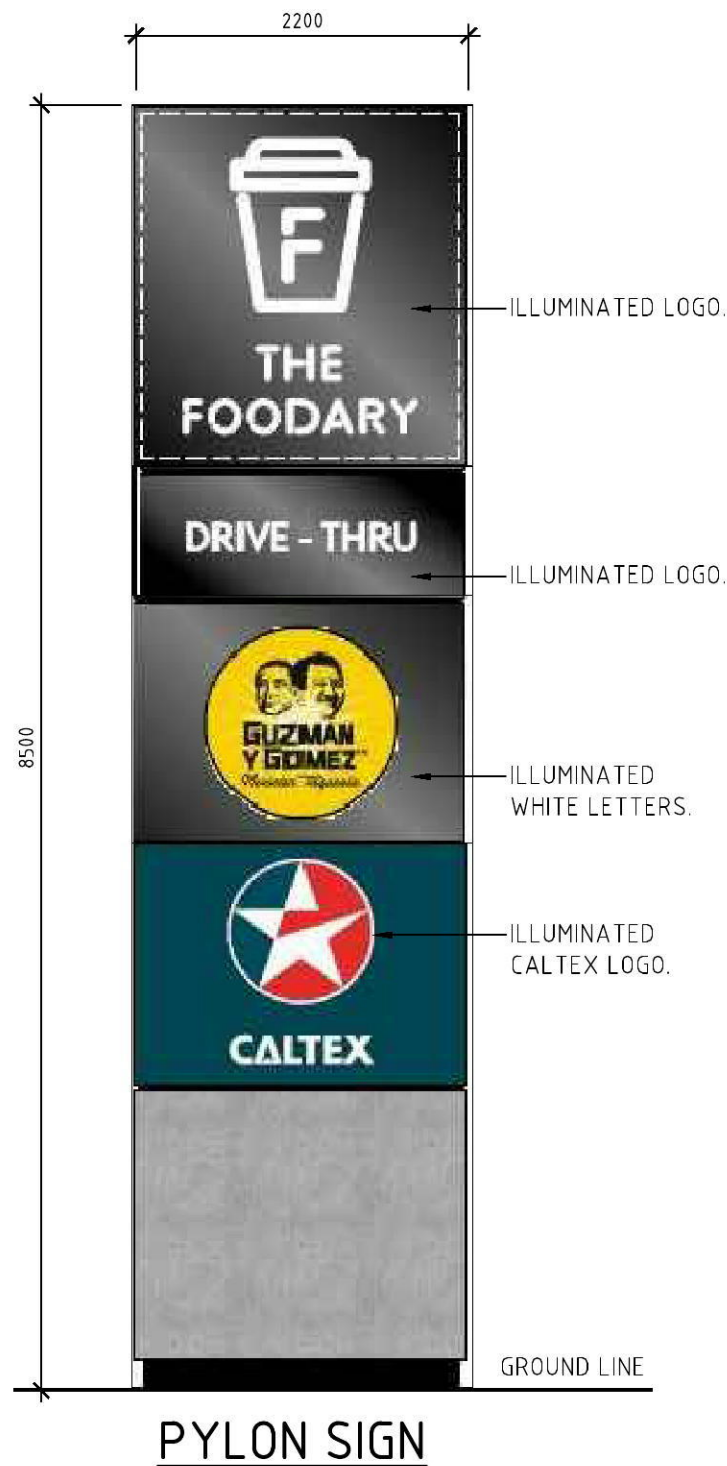 2200
F
THE
FOODARY
ILLUMINATED LOGO.
DRIVE - THRU
ILLUMINATED LOGO.
8500
GUZMAN
Y GOMEZ
ILLUMINATED
WHITE LETTERS.
ILLUMINATED
CALTEX LOGO.
CALTEX
GROUND LINE
PYLON SIGN